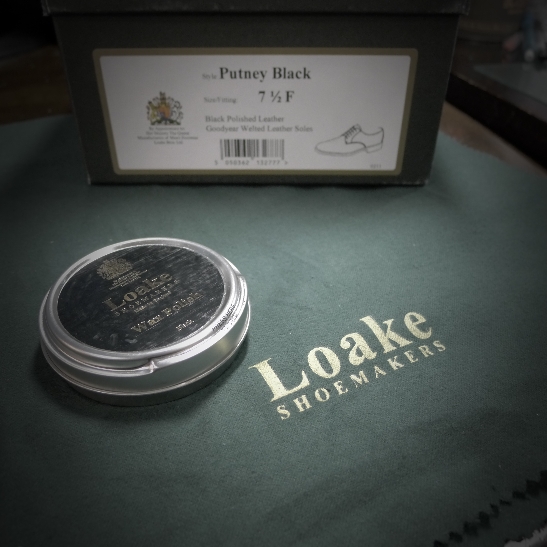 Style Putney Black
Size/Fitting: 7 ½ F
Black Polished Leather
Goodyear Welted Leather Soles
Loake
SHOEMAKERS
Wax Polish
Loake
SHOEMAKERS